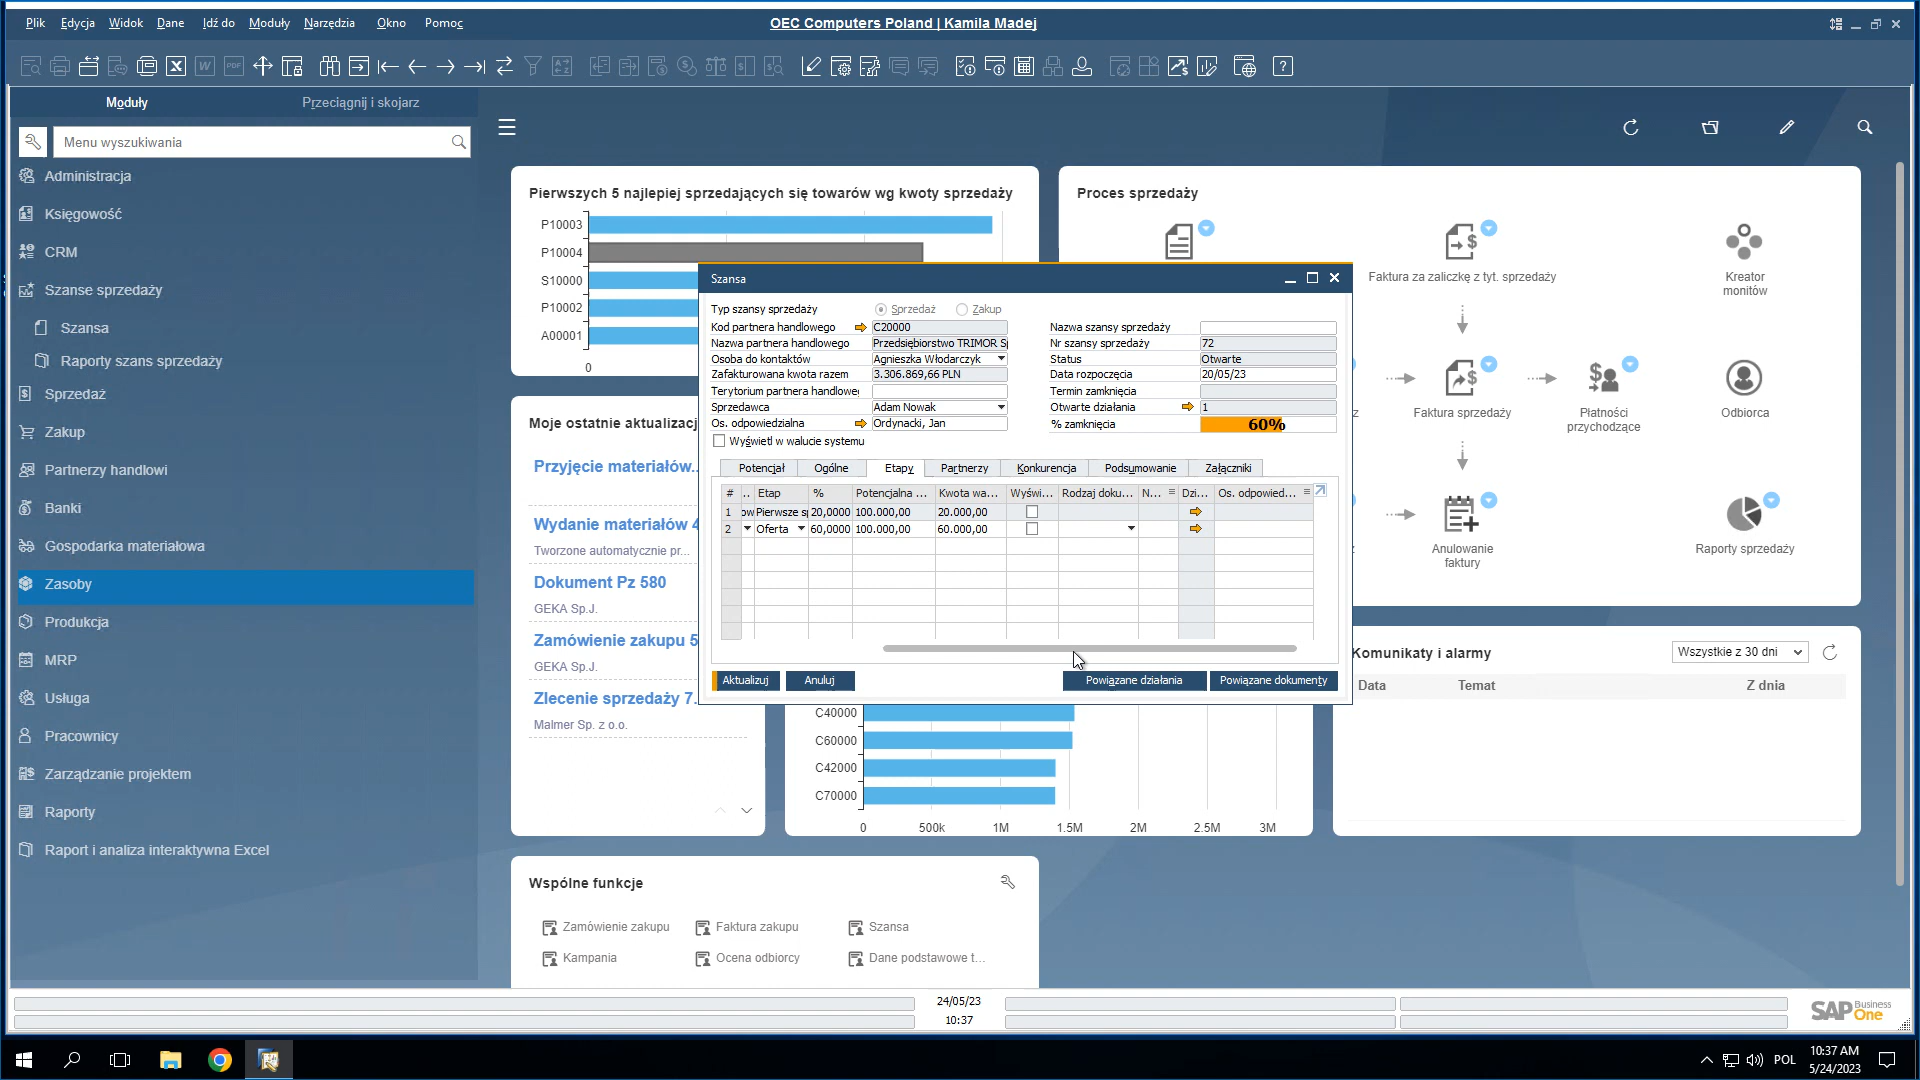 Plik Edycja Widok Dane Idź do Moduły Narzędzia Okno Pomoc
OEC Computers Poland | Kamila Madej
Moduły Przeciągnij i skojarz
Menu wyszukiwania
Administracja
Księgowość
CRM
Szanse sprzedaży
Szansa
Raporty szans sprzedaży
Sprzedaż
Zakup
Partnerzy handlowi
Banki
Gospodarka materiałowa
Zasoby
Produkcja
MRP
Usługa
Pracownicy
Zarządzanie projektem
Raporty
Raport i analiza interaktywna Excel
Pierwszych 5 najlepiej sprzedających się towarów wg kwoty sprzedaży
P10003
P10004
S10000
P10002
A00001
0
Proces sprzedaży
Faktura za zaliczkę z tyt. sprzedaży
Kreator
monitów
Faktura sprzedaży
Płatności
przychodzące
Odbiorca
Anulowanie
faktury
Raporty sprzedaży
Moje ostatnie aktualizacj
Przyjęcie materiałów..
Wydanie materiałów 4
Tworzone automatycznie pr...
Dokument Pz 580
GEKA Sp.J.
Zamówienie zakupu 5
GEKA Sp.J.
Zlecenie sprzedaży 7.
Malmer Sp. z o.o.
Szansa
Typ szansy sprzedaży Sprzedaż Zakup
Kod partnera handlowego C20000
Nazwa partnera handlowego Przedsiębiorstwo TRIMOR Sp
Osoba do kontaktów Agnieszka Włodarczyk
Zafakturowana kwota razem 3.306.869,66 PLN
Terytorium partnera handloweg
Sprzedawca Adam Nowak
Os. odpowiedzialna Ordynacki, Jan
Wyświetl w walucie systemu
Nazwa szansy sprzedaży
Nr szansy sprzedaży 72
Status Otwarte
Data rozpoczęcia 20/05/23
Termin zamknięcia
Otwarte działania 1
% zamknięcia 60%
Potencjał Ogólne Etapy Partnerzy Konkurencja Podsumowanie Załączniki
# .. Etap % Potencjalna ... Kwota wa... Wyświ... Rodzaj doku... N... Dzi... Os. odpowied...
1 ow Pierwsze sp 20,0000 100.000,00 20.000,00
2 Oferta 60,0000 100.000,00 60.000,00
Aktualizuj Anuluj Powiązane działania Powiązane dokumenty
C40000
C60000
C42000
C70000
0 500k 1M 1.5M 2M 2.5M 3M
Komunikaty i alarmy
Wszystkie z 30 dni
Data Temat Z dnia
Wspólne funkcje
Zamówienie zakupu Faktura zakupu Szansa
Kampania Ocena odbiorcy Dane podstawowe t...
24/05/23
10:37
SAP Business One
POL
10:37 AM
5/24/2023